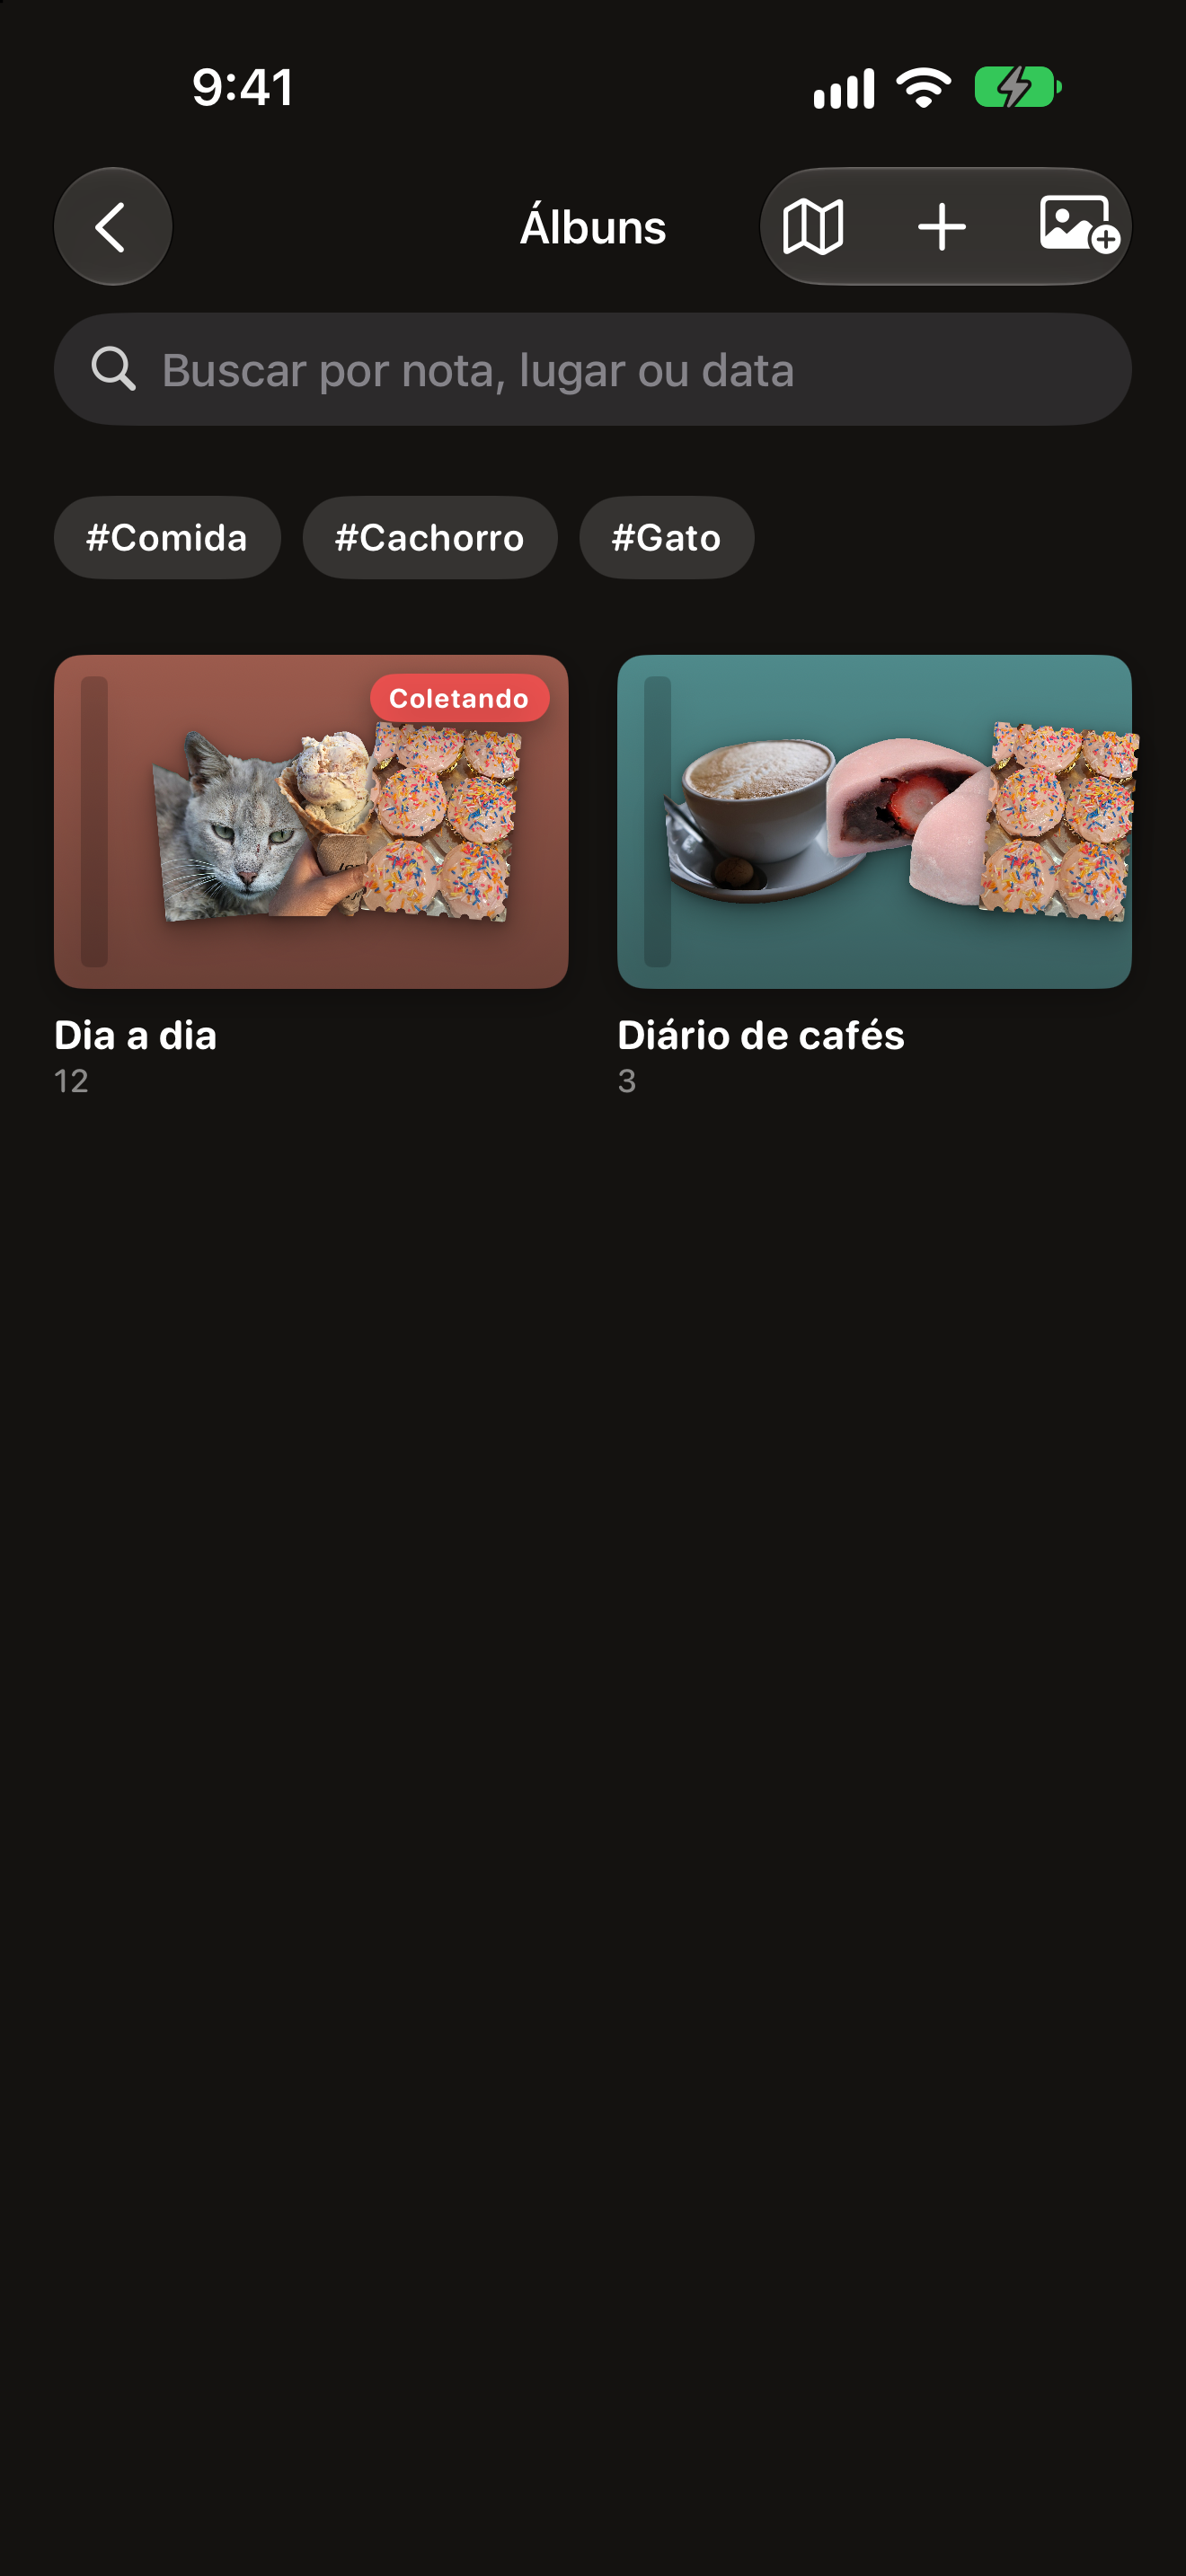 9:41
Álbuns
Buscar por nota, lugar ou data
#Comida
#Cachorro
#Gato
Coletando
Dia a dia
12
Diário de cafés
3